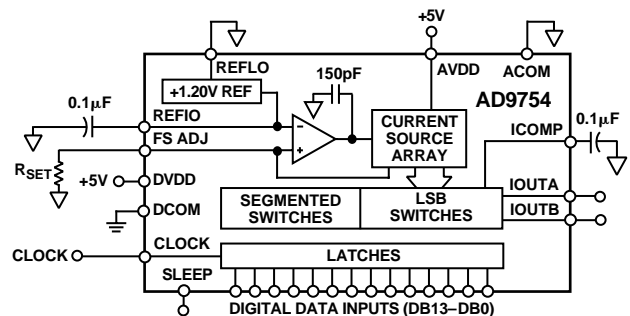 +5V
REFLO
150pF
AVDD
ACOM
+1.20V REF
AD9754
0.1μF
REFIO
–
CURRENT SOURCE ARRAY
ICOMP
0.1μF
FS ADJ
+
RSET
+5V
DVDD
DCOM
SEGMENTED SWITCHES
LSB SWITCHES
IOUTA
IOUTB
CLOCK
CLOCK
LATCHES
SLEEP
DIGITAL DATA INPUTS (DB13–DB0)